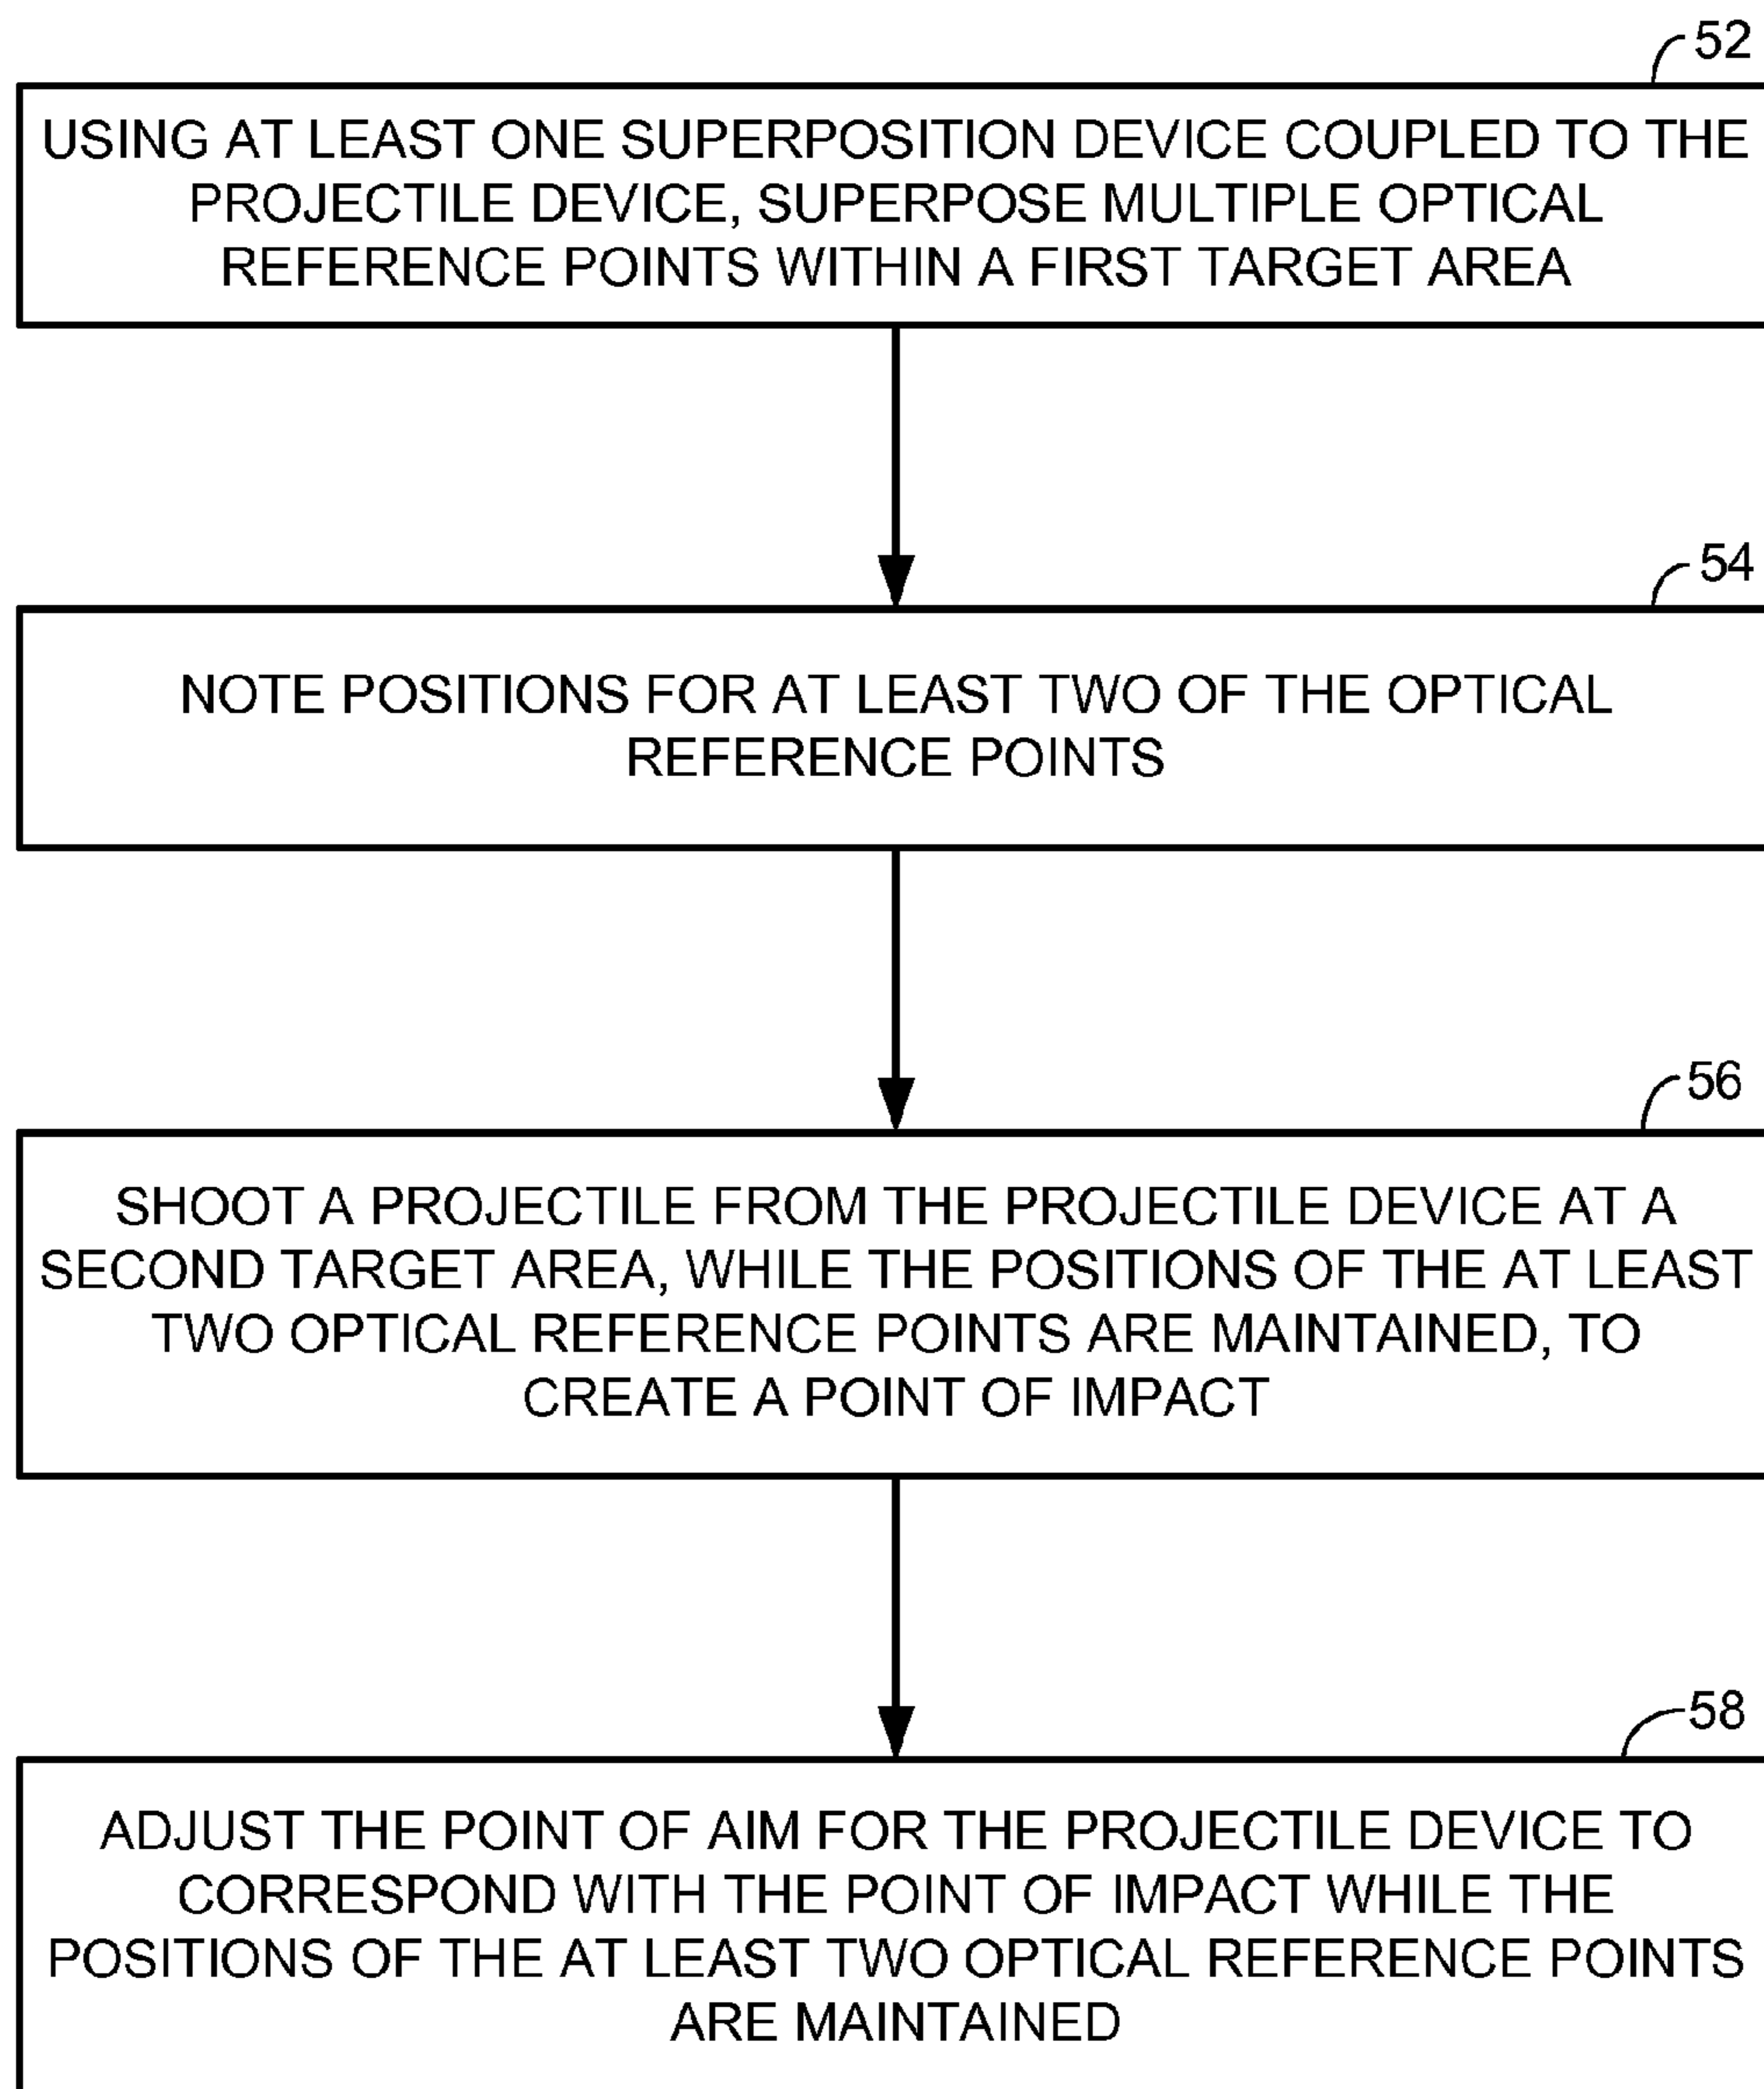 52
USING AT LEAST ONE SUPERPOSITION DEVICE COUPLED TO THE
PROJECTILE DEVICE, SUPERPOSE MULTIPLE OPTICAL
REFERENCE POINTS WITHIN A FIRST TARGET AREA
54
NOTE POSITIONS FOR AT LEAST TWO OF THE OPTICAL
REFERENCE POINTS
56
SHOOT A PROJECTILE FROM THE PROJECTILE DEVICE AT A
SECOND TARGET AREA, WHILE THE POSITIONS OF THE AT LEAST
TWO OPTICAL REFERENCE POINTS ARE MAINTAINED, TO
CREATE A POINT OF IMPACT
58
ADJUST THE POINT OF AIM FOR THE PROJECTILE DEVICE TO
CORRESPOND WITH THE POINT OF IMPACT WHILE THE
POSITIONS OF THE AT LEAST TWO OPTICAL REFERENCE POINTS
ARE MAINTAINED